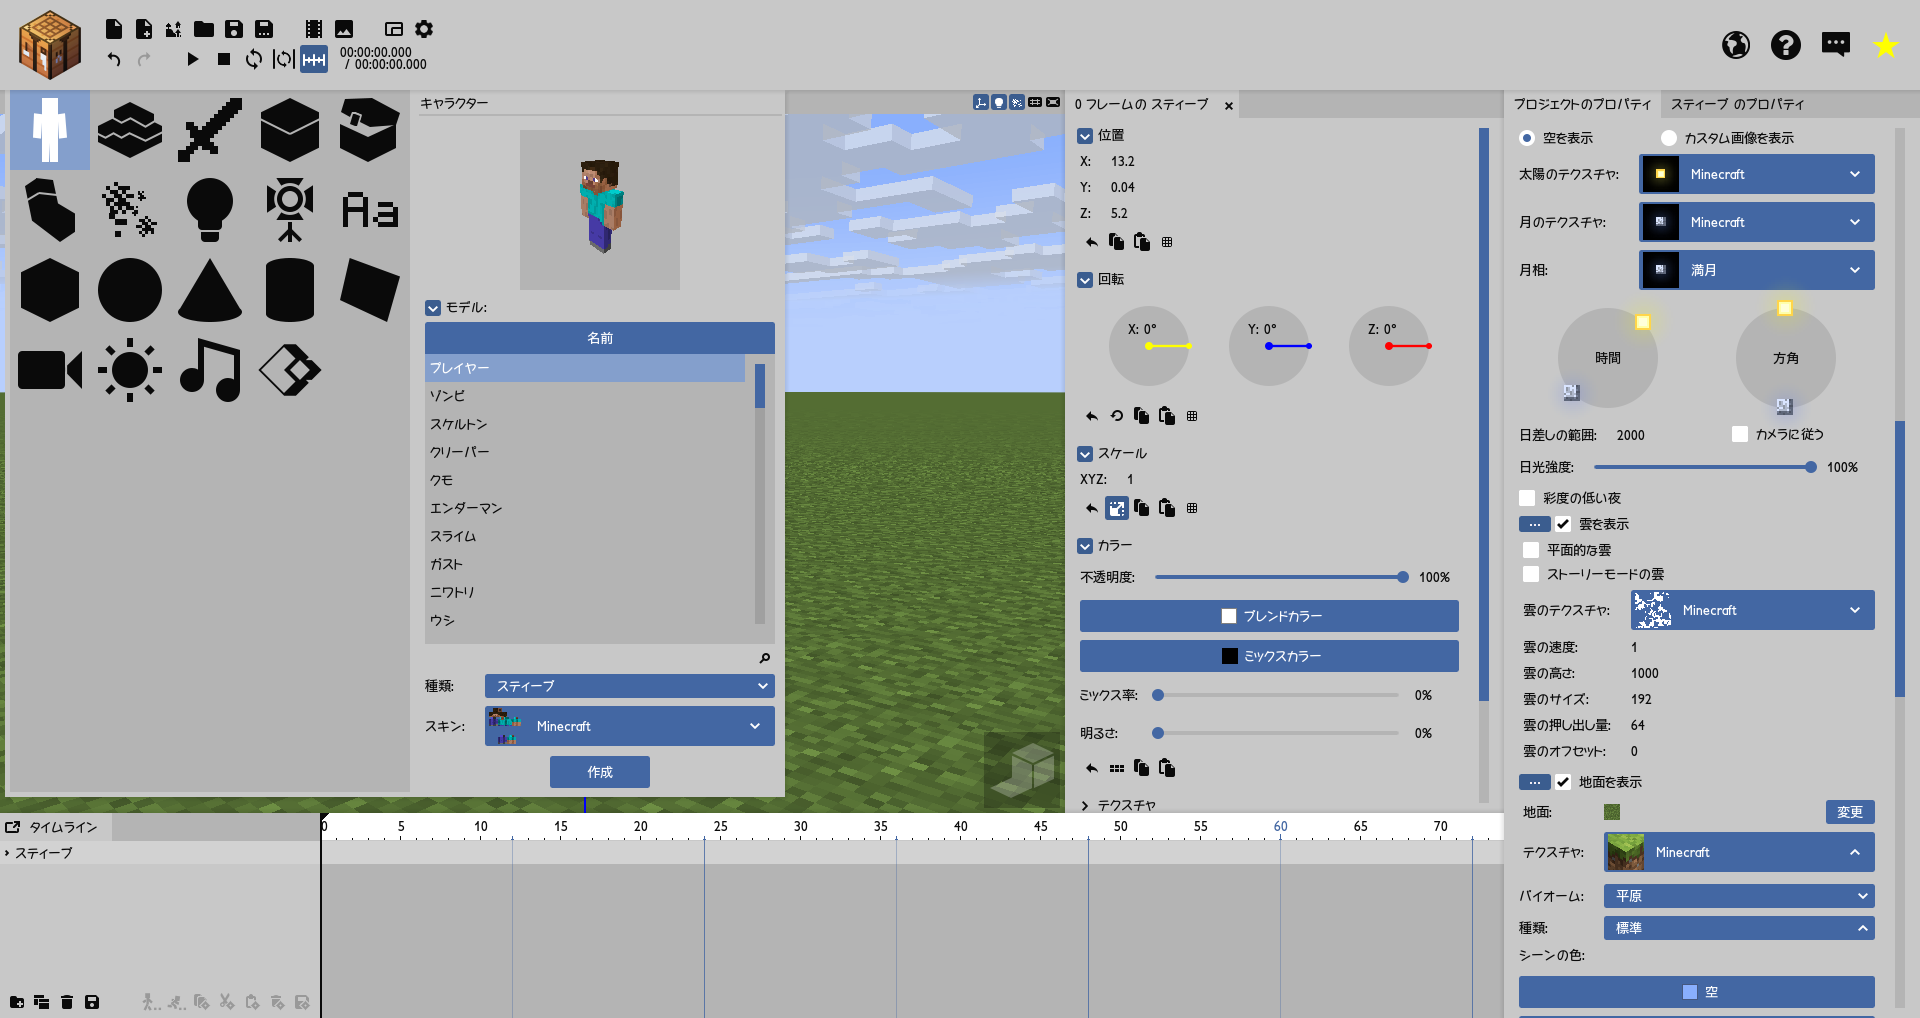 00:00:00.000
/ 00:00:00.000
キャラクター
モデル:
名前
プレイヤー
ゾンビ
スケルトン
クリーパー
クモ
エンダーマン
スライム
ガスト
ニワトリ
ウシ
種類: スティーブ
スキン: Minecraft
作成
0 フレームの スティーブ
位置
X: 13.2
Y: 0.04
Z: 5.2
回転
X: 0° Y: 0° Z: 0°
スケール
XYZ: 1
カラー
不透明度: 100%
ブレンドカラー
ミックスカラー
ミックス率: 0%
明るさ: 0%
テクスチャ
プロジェクトのプロパティ スティーブ のプロパティ
空を表示 カスタム画像を表示
太陽のテクスチャ: Minecraft
月のテクスチャ: Minecraft
月相: 満月
時間 方角
日差しの範囲: 2000 カメラに従う
日光強度: 100%
彩度の低い夜
雲を表示
平面的な雲
ストーリーモードの雲
雲のテクスチャ: Minecraft
雲の速度: 1
雲の高さ: 1000
雲のサイズ: 192
雲の押し出し量: 64
雲のオフセット: 0
地面を表示
地面: 変更
テクスチャ: Minecraft
バイオーム: 平原
種類: 標準
シーンの色:
空
タイムライン
0 5 10 15 20 25 30 35 40 45 50 55 60 65 70
スティーブ